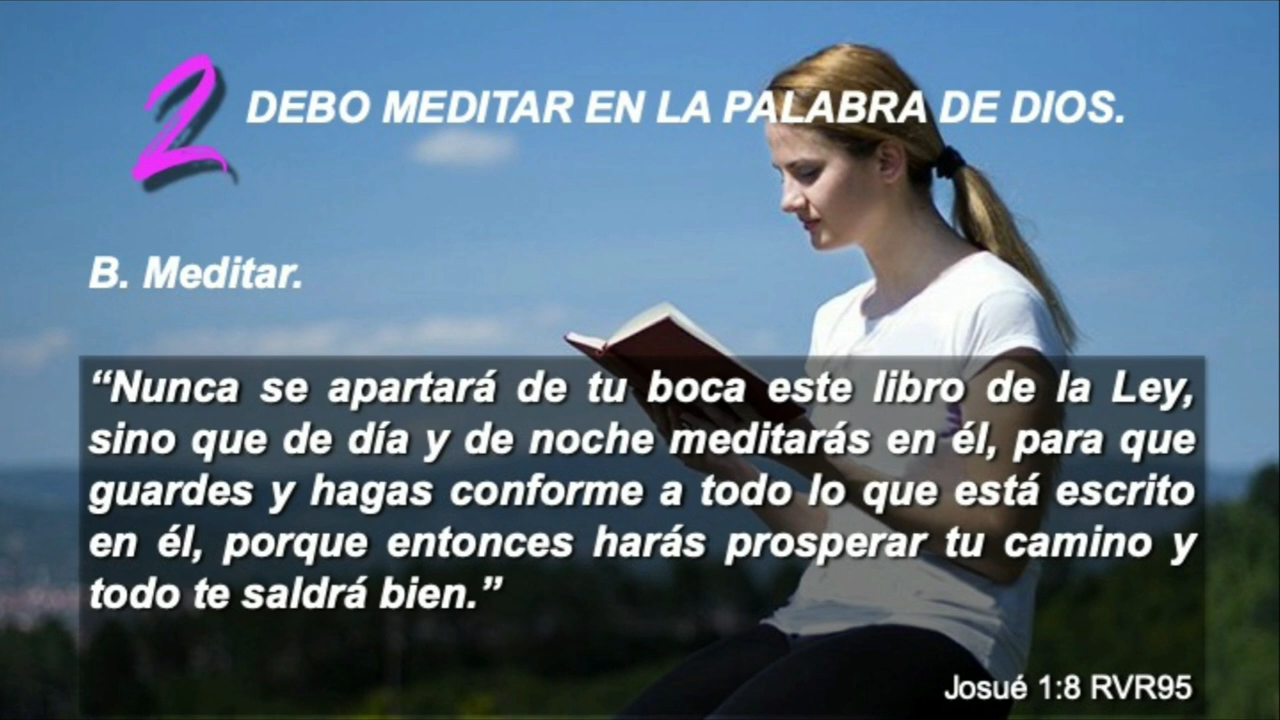 2 DEBO MEDITAR EN LA PALABRA DE DIOS.
B. Meditar.
“Nunca se apartará de tu boca este libro de la Ley,
sino que de día y de noche meditarás en él, para que
guardes y hagas conforme a todo lo que está escrito
en él, porque entonces harás prosperar tu camino y
todo te saldrá bien.”
Josué 1:8 RVR95